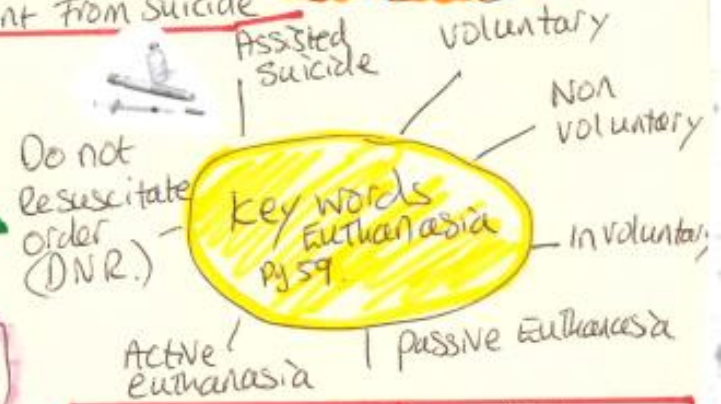 nt From Suicide
Assisted
Suicide
voluntary
Non
voluntary
Do not
Resuscitate
order
(DNR.)
key words
Euthanasia
Pg 59.
Involuntary
Active
euthanasia
passive Euthanasia